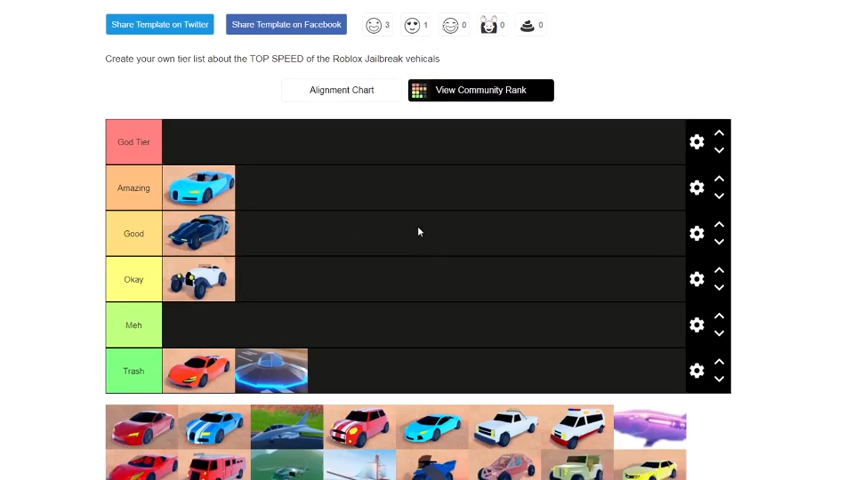 Share Template on Twitter
Share Template on Facebook
3
1
0
0
0
Create your own tier list about the TOP SPEED of the Roblox Jailbreak vehicals
Alignment Chart
View Community Rank
God Tier
Amazing
Good
Okay
Meh
Trash